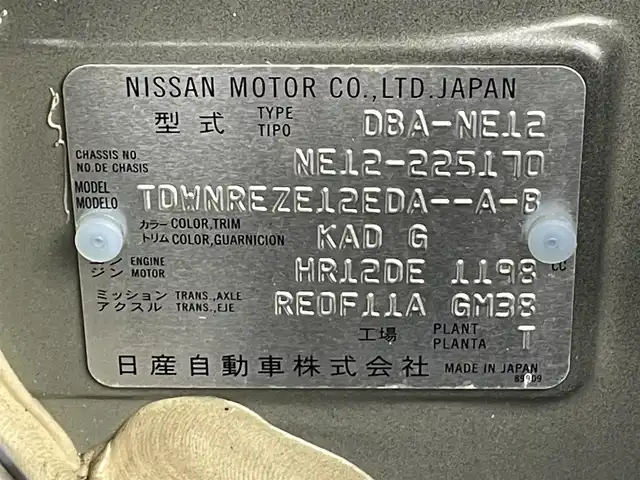 NISSAN MOTOR CO.,LTD.JAPAN
型式 TYPE TIPO DBA-NE12
CHASSIS NO. NO.DE CHASIS NE12-225170
MODEL MODELO TDWNREZE12EDA--A-B
カラー COLOR,TRIM トリム COLOR,GUARNICION KAD G
ジン ENGINE MOTOR HR12DE 1198 CC
ミッション TRANS.,AXLE アクスル TRANS.,EJE RE0F11A GM38
工場 PLANT PLANTA T
日産自動車株式会社 MADE IN JAPAN